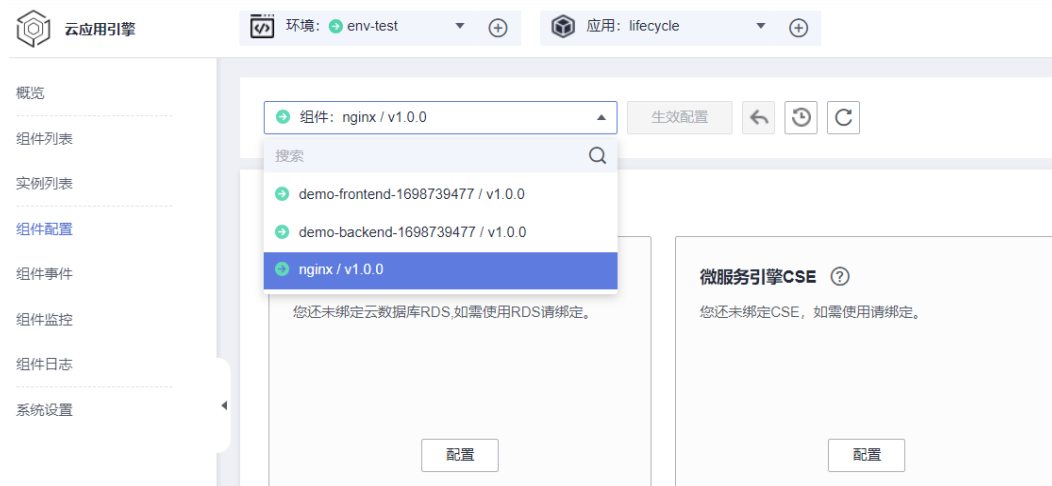 云应用引擎
环境: env-test
应用: lifecycle
概览
组件列表
实例列表
组件配置
组件事件
组件监控
组件日志
系统设置
组件: nginx / v1.0.0
生效配置
搜索
demo-frontend-1698739477 / v1.0.0
demo-backend-1698739477 / v1.0.0
nginx / v1.0.0
您还未绑定云数据库RDS,如需使用RDS请绑定。
配置
微服务引擎CSE ?
您还未绑定CSE，如需使用请绑定。
配置